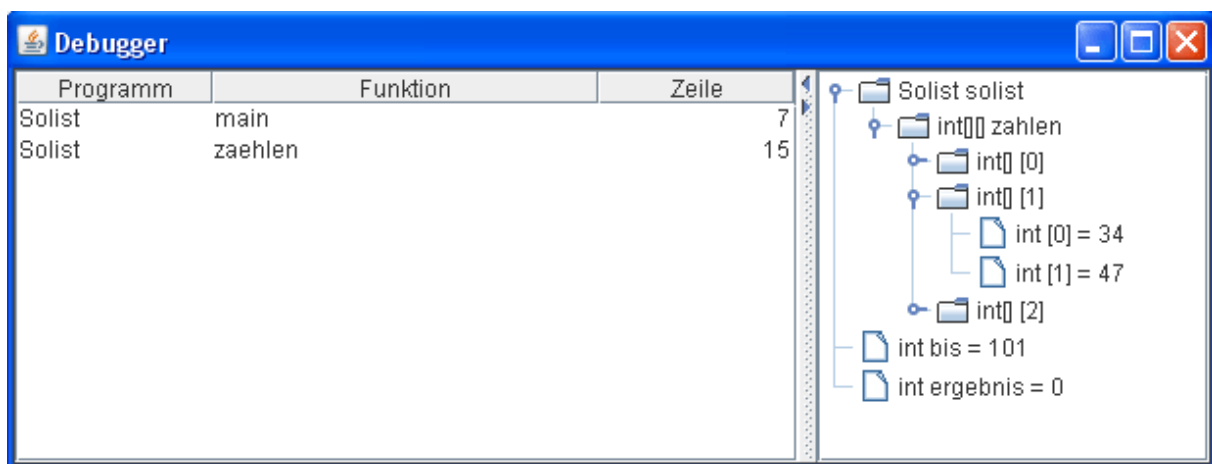 Debugger
Programm Funktion Zeile
Solist main 7
Solist zaehlen 15
Solist solist
int[][] zahlen
int[] [0]
int[] [1]
int [0] = 34
int [1] = 47
int[] [2]
int bis = 101
int ergebnis = 0